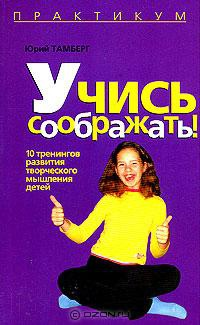 ПРАКТИКУМ
Юрий ТАМБЕРГ
Учись
соображать!
10 тренингов
развития
творческого
мышления
детей
OZON.ru